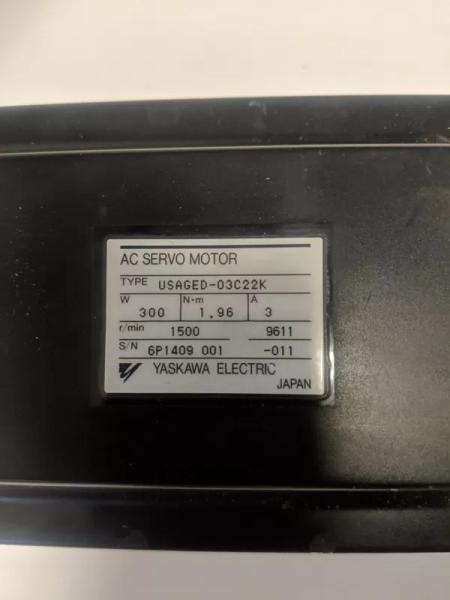 AC SERVO MOTOR
TYPE USAGED-03C22K
W N·m A
300 1.96 3
r/min 1500 9611
S/N 6P1409 001 -011
YASKAWA ELECTRIC
JAPAN